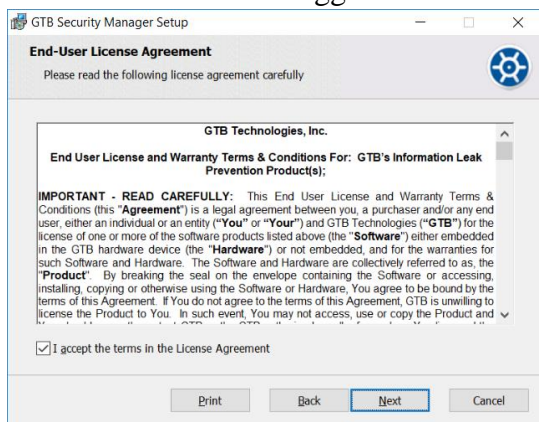 GTB Security Manager Setup
End-User License Agreement
Please read the following license agreement carefully
GTB Technologies, Inc.
End User License and Warranty Terms & Conditions For: GTB's Information Leak
Prevention Product(s);
IMPORTANT - READ CAREFULLY: This End User License and Warranty Terms &
Conditions (this "Agreement") is a legal agreement between you, a purchaser and/or any end
user, either an individual or an entity ("You" or "Your") and GTB Technologies ("GTB") for the
license of one or more of the software products listed above (the "Software") either embedded
in the GTB hardware device (the "Hardware") or not embedded, and for the warranties for
such Software and Hardware. The Software and Hardware are collectively referred to as, the
"Product". By breaking the seal on the envelope containing the Software or accessing,
installing, copying or otherwise using the Software or Hardware, You agree to be bound by the
terms of this Agreement. If You do not agree to the terms of this Agreement, GTB is unwilling to
license the Product to You. In such event, You may not access, use or copy the Product and
I accept the terms in the License Agreement
Print Back Next Cancel